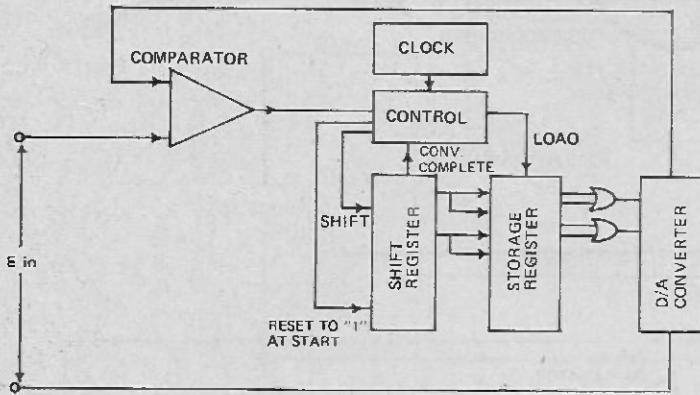 COMPARATOR
CLOCK
CONTROL
LOAO
CONV.
COMPLETE
SHIFT
SHIFT
REGISTER
STORAGE
REGISTER
D/A
CONVERTER
E in
RESET TO "1"
AT START